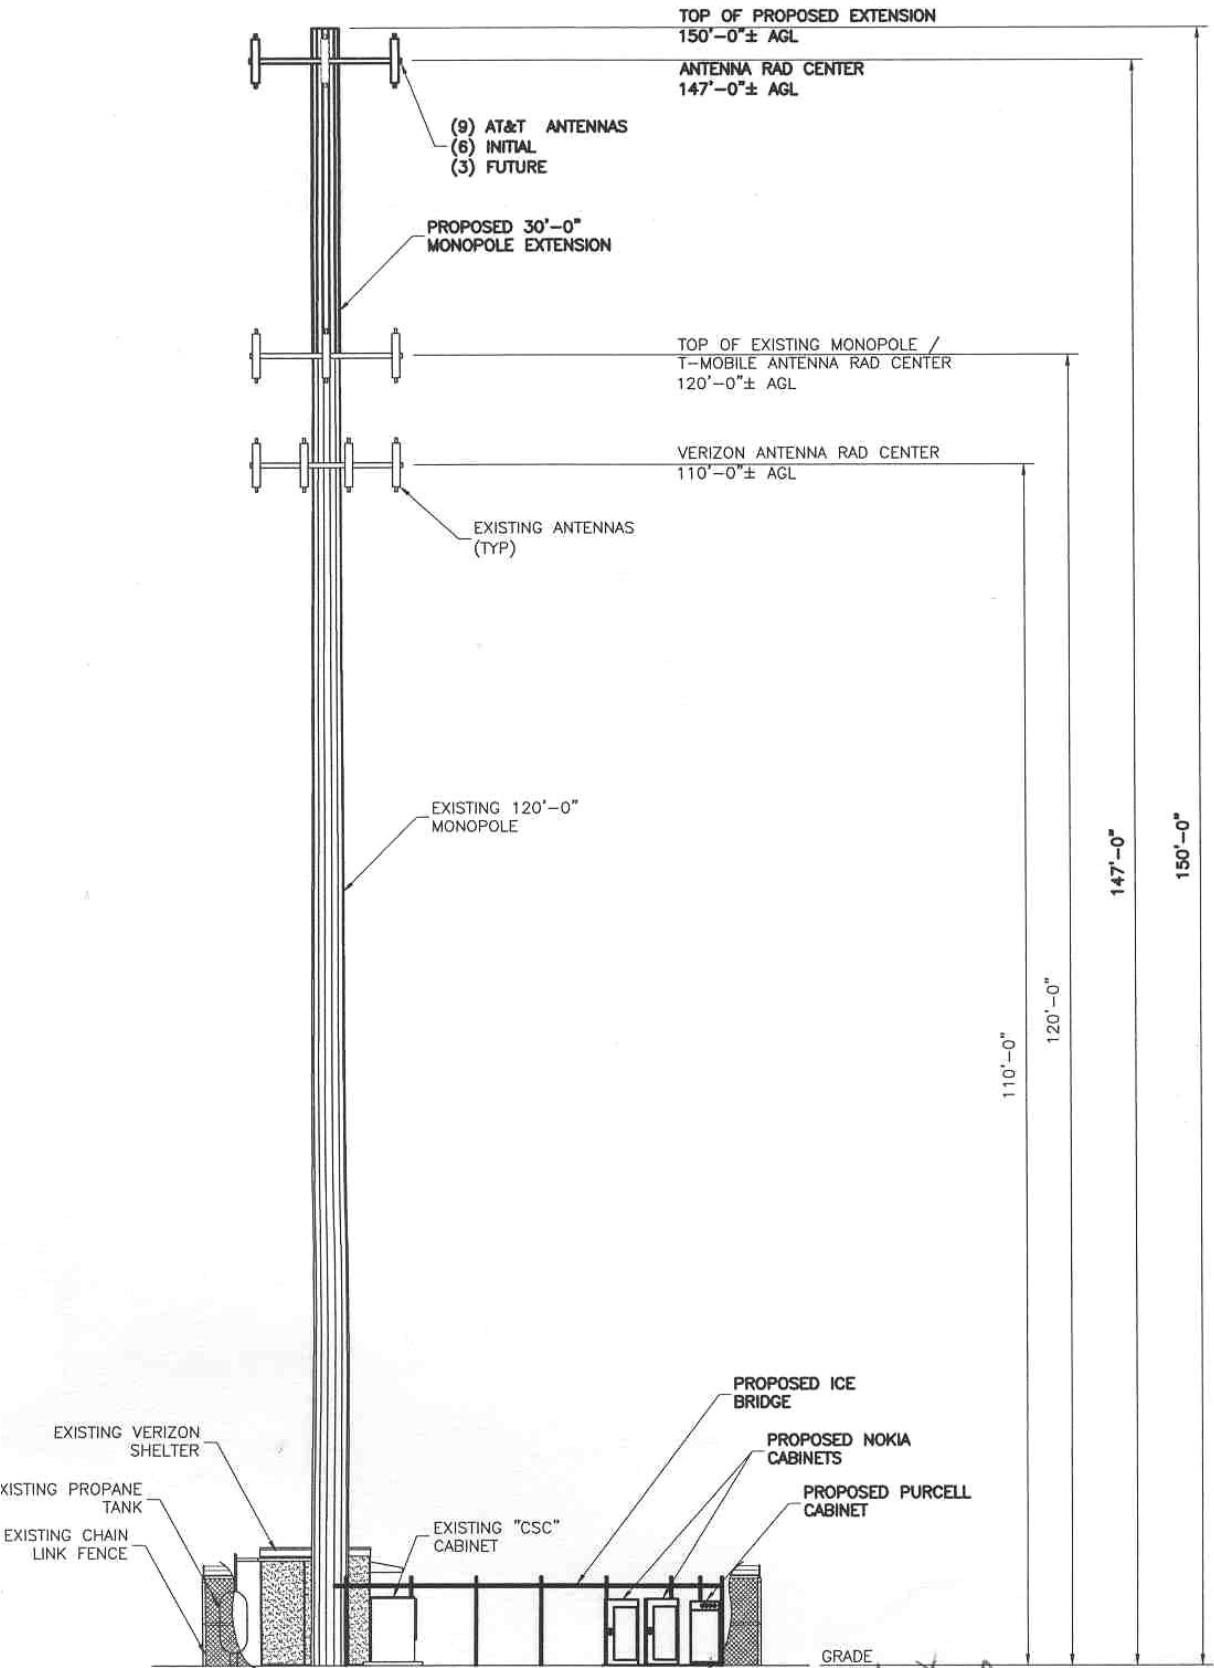 TOP OF PROPOSED EXTENSION
150'-0"± AGL
ANTENNA RAD CENTER
147'-0"± AGL
(9) AT&T ANTENNAS
(6) INITIAL
(3) FUTURE
PROPOSED 30'-0"
MONOPOLE EXTENSION
TOP OF EXISTING MONOPOLE /
T-MOBILE ANTENNA RAD CENTER
120'-0"± AGL
VERIZON ANTENNA RAD CENTER
110'-0"± AGL
EXISTING ANTENNAS
(TYP)
EXISTING 120'-0"
MONOPOLE
150'-0"
147'-0"
120'-0"
110'-0"
PROPOSED ICE
BRIDGE
EXISTING VERIZON
SHELTER
PROPOSED NOKIA
CABINETS
XISTING PROPANE
TANK
PROPOSED PURCELL
CABINET
EXISTING CHAIN
LINK FENCE
EXISTING "CSC"
CABINET
GRADE